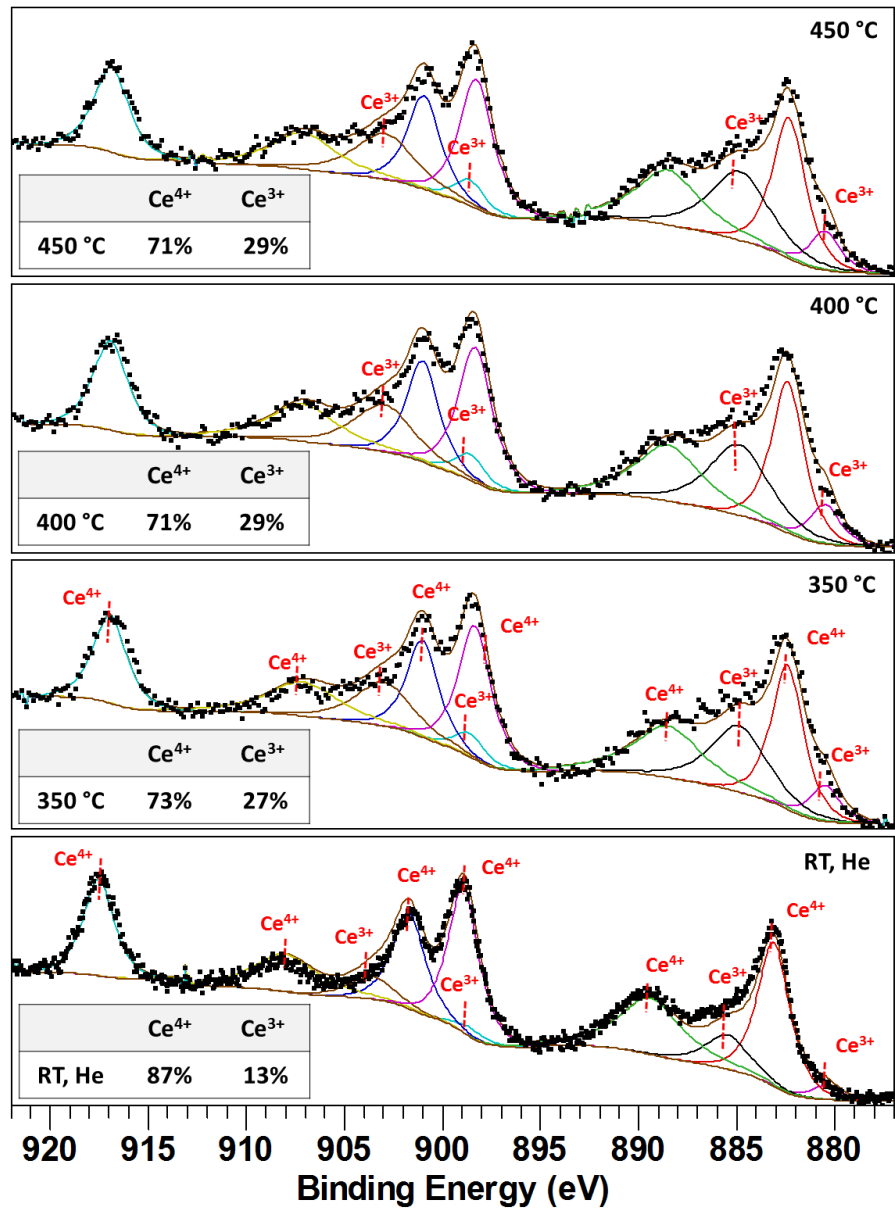 450 °C
Ce³⁺
Ce³⁺
Ce³⁺
Ce³⁺
Ce⁴⁺ Ce³⁺
450 °C 71% 29%
400 °C
Ce³⁺
Ce³⁺
Ce³⁺
Ce³⁺
Ce⁴⁺ Ce³⁺
400 °C 71% 29%
350 °C
Ce⁴⁺
Ce⁴⁺
Ce³⁺
Ce⁴⁺
Ce⁴⁺
Ce³⁺
Ce⁴⁺
Ce³⁺
Ce⁴⁺
Ce³⁺
Ce⁴⁺ Ce³⁺
350 °C 73% 27%
RT, He
Ce⁴⁺
Ce⁴⁺
Ce³⁺
Ce⁴⁺
Ce⁴⁺
Ce³⁺
Ce⁴⁺
Ce³⁺
Ce⁴⁺
Ce³⁺
Ce⁴⁺ Ce³⁺
RT, He 87% 13%
920 915 910 905 900 895 890 885 880
Binding Energy (eV)